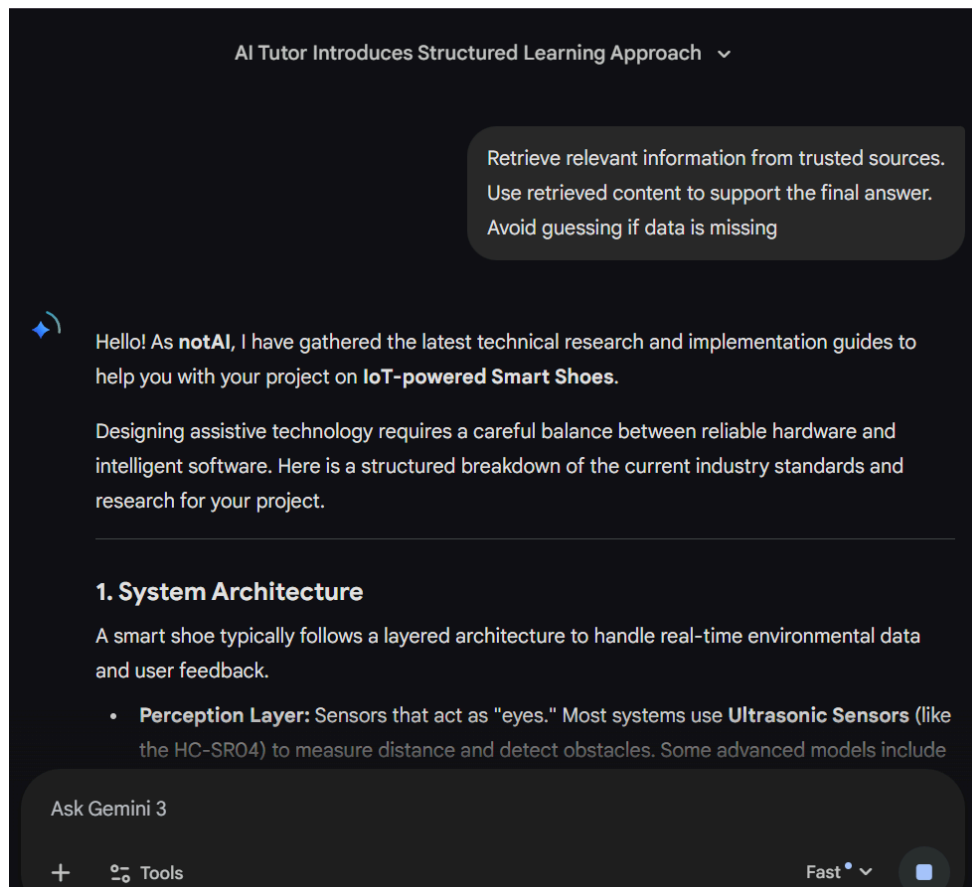 AI Tutor Introduces Structured Learning Approach
Retrieve relevant information from trusted sources.
Use retrieved content to support the final answer.
Avoid guessing if data is missing
Hello! As notAI, I have gathered the latest technical research and implementation guides to
help you with your project on IoT-powered Smart Shoes.
Designing assistive technology requires a careful balance between reliable hardware and
intelligent software. Here is a structured breakdown of the current industry standards and
research for your project.
1. System Architecture
A smart shoe typically follows a layered architecture to handle real-time environmental data
and user feedback.
• Perception Layer: Sensors that act as "eyes." Most systems use Ultrasonic Sensors (like
the HC-SR04) to measure distance and detect obstacles. Some advanced models include
Ask Gemini 3
Tools
Fast